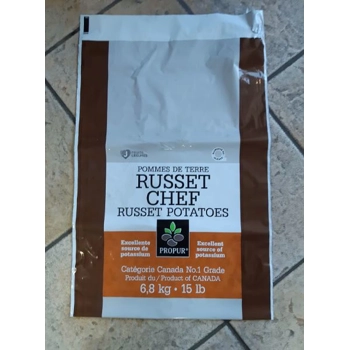 POMMES DE TERRE
RUSSET
CHEF
RUSSET POTATOES
PROPUR
Excellente
source de
potassium
Excellent
source of
potassium
Catégorie Canada No.1 Grade
Produit du / Product of CANADA
6,8 kg • 15 lb